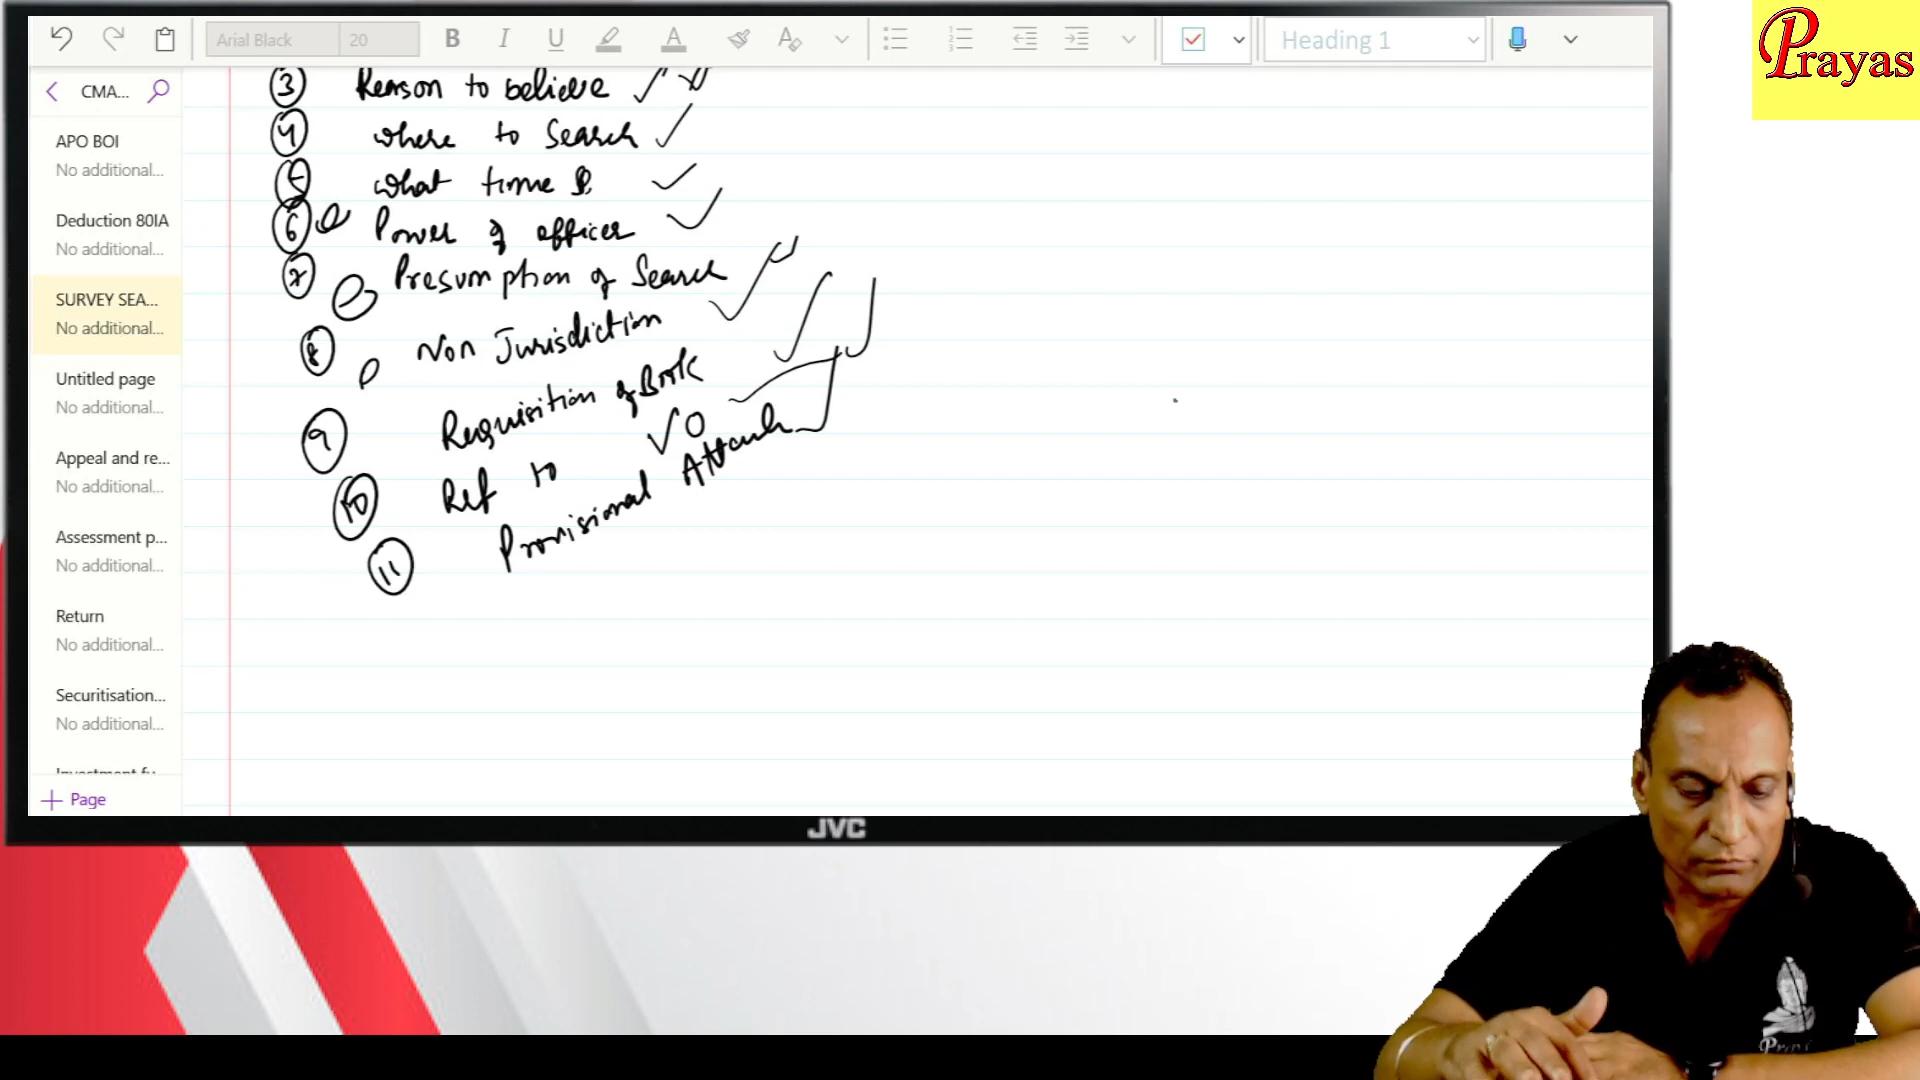 Arial Black 20 B I U A A Heading 1
CMA...
APO BOI
No additional...
Deduction 80IA
No additional...
SURVEY SEA...
No additional...
Untitled page
No additional...
Appeal and re...
No additional...
Assessment p...
No additional...
Return
No additional...
Securitisation...
No additional...
Page
3 Reason to believe
4 where to Search
5 what time
6 Power of officer
7 Presumption of Search
8 Non Jurisdiction
9 Requisition of Book
10 Ref to
11 Provisional Attach
JVC
Prayas